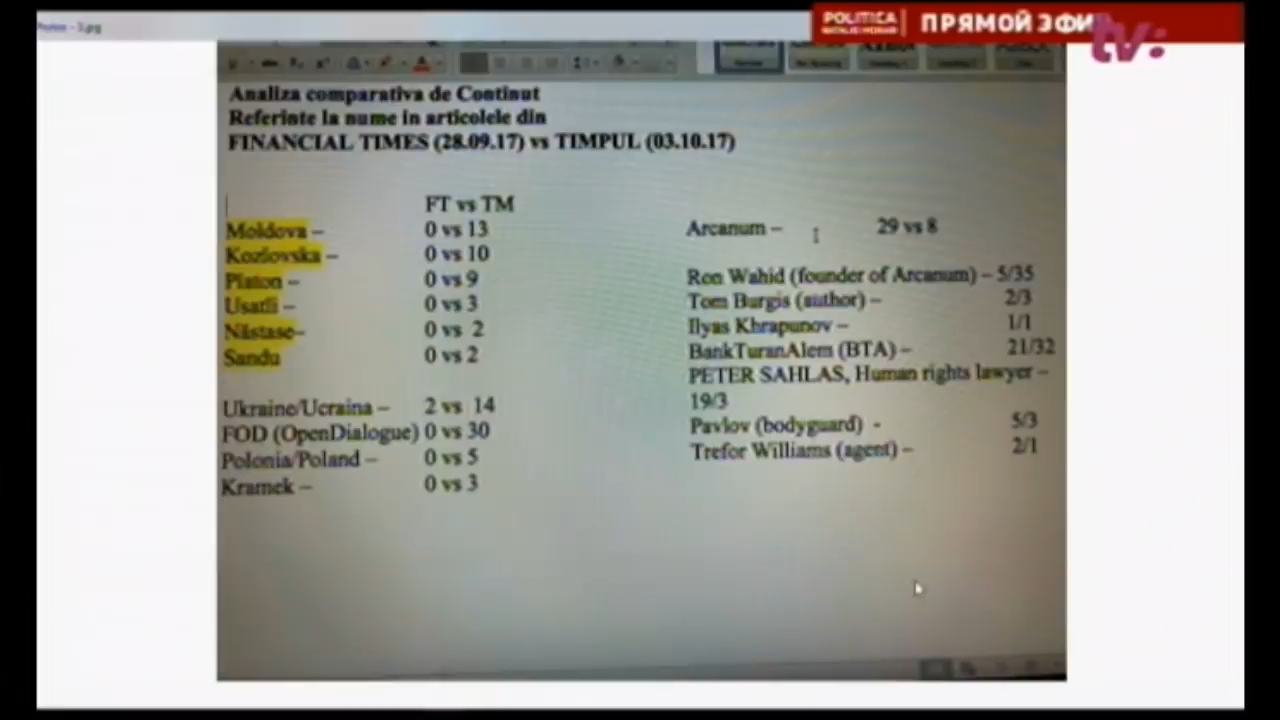 POLITICA
ПРЯМОЙ ЭФИ
tv:
Analiza comparativa de Continut
Referinte la nume in articolele din
FINANCIAL TIMES (28.09.17) vs TIMPUL (03.10.17)
FT vs TM
Moldova – 0 vs 13
Kozlovska – 0 vs 10
Platon – 0 vs 9
Usatîi – 0 vs 3
Năstase– 0 vs 2
Sandu 0 vs 2
Ukraine/Ucraina – 2 vs 14
FOD (OpenDialogue) 0 vs 30
Polonia/Poland – 0 vs 5
Kramek – 0 vs 3
Arcanum – 29 vs 8
Ron Wahid (founder of Arcanum) – 5/35
Tom Burgis (author) – 2/3
Ilyas Khrapunov – 1/1
BankTuranAlem (BTA) – 21/32
PETER SAHLAS, Human rights lawyer –
19/3
Pavlov (bodyguard) - 5/3
Trefor Williams (agent) – 2/1